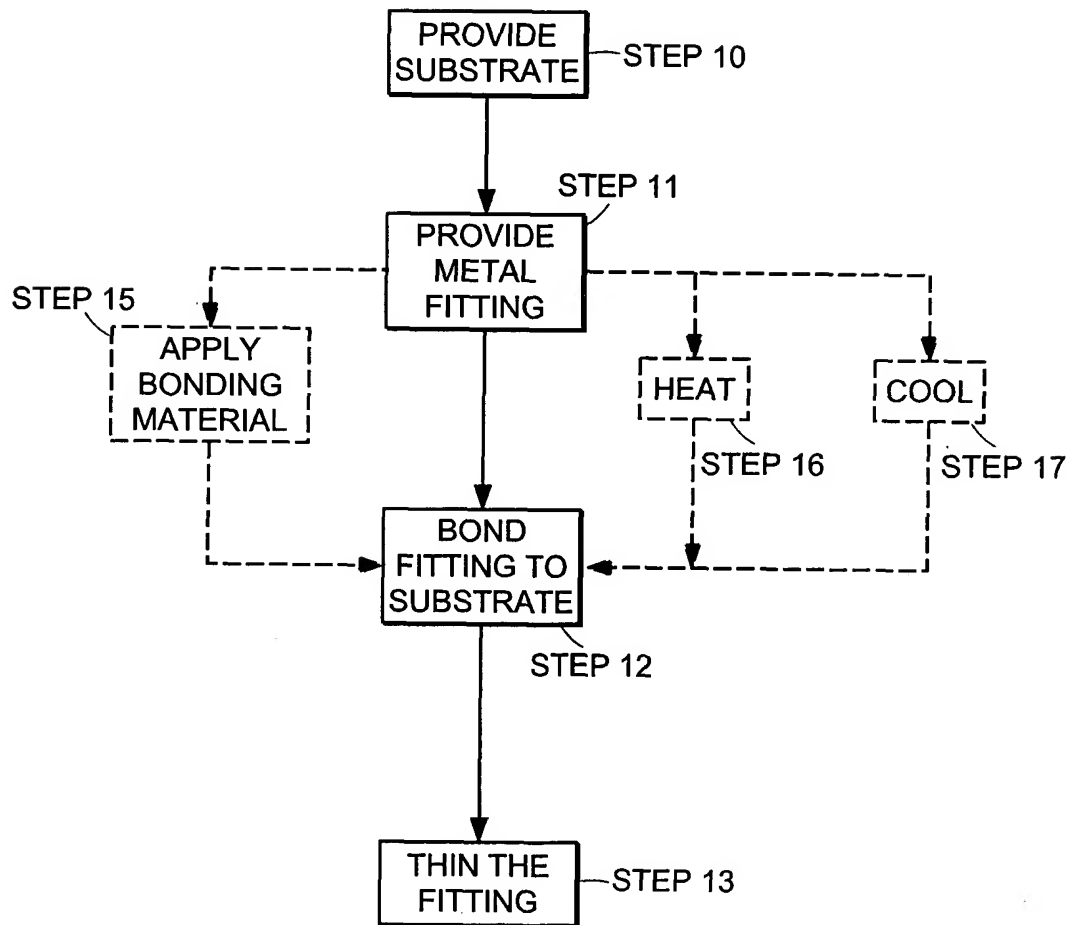 PROVIDE
SUBSTRATE
STEP 10
STEP 11
PROVIDE
METAL
FITTING
STEP 15
APPLY
BONDING
MATERIAL
HEAT
COOL
STEP 16
STEP 17
BOND
FITTING TO
SUBSTRATE
STEP 12
THIN THE
FITTING
STEP 13